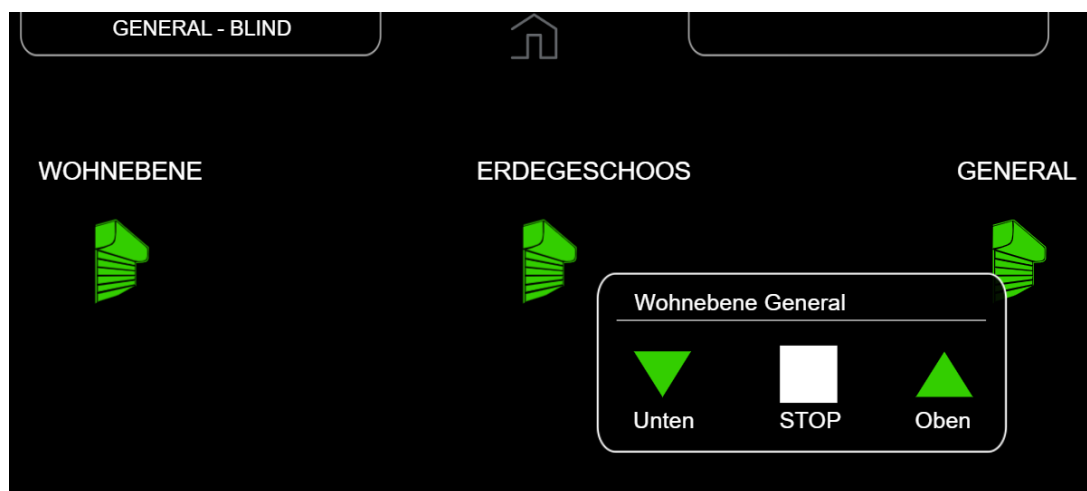 GENERAL - BLIND
WOHNEBENE
ERDEGESCHOOS
GENERAL
Wohnebene General
Unten
STOP
Oben